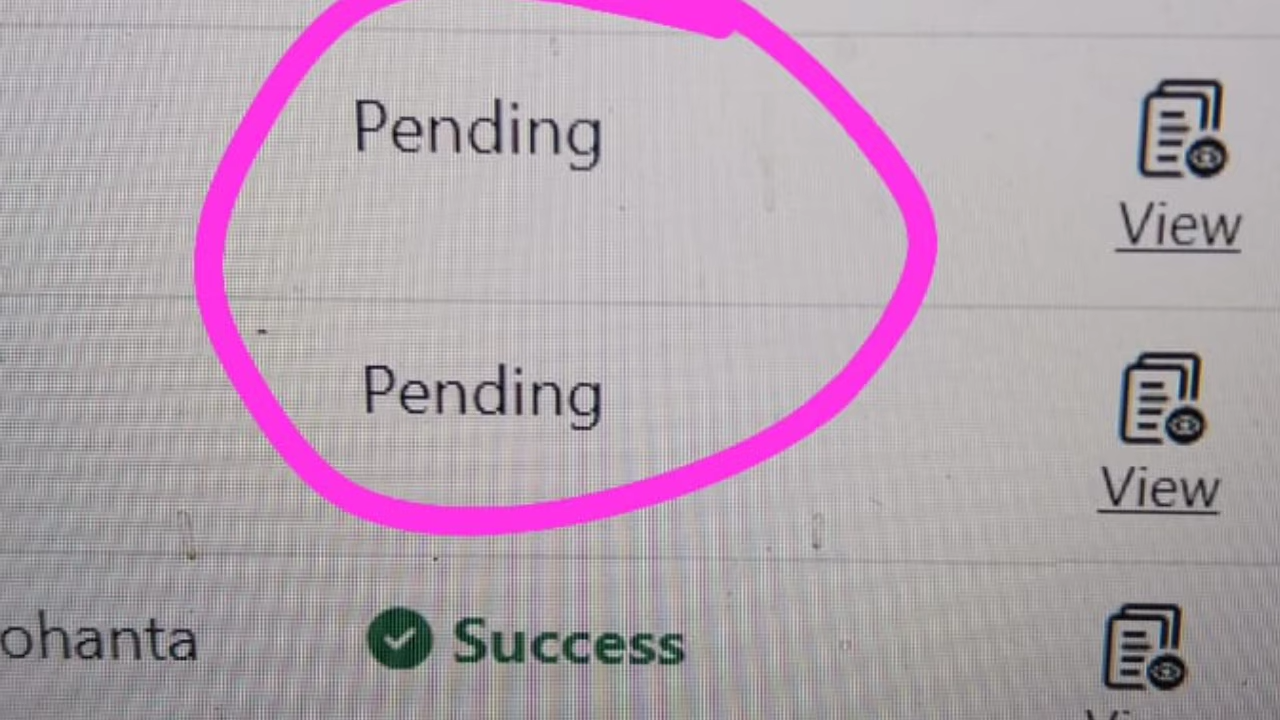 Pending
View
Pending
View
ohanta Success